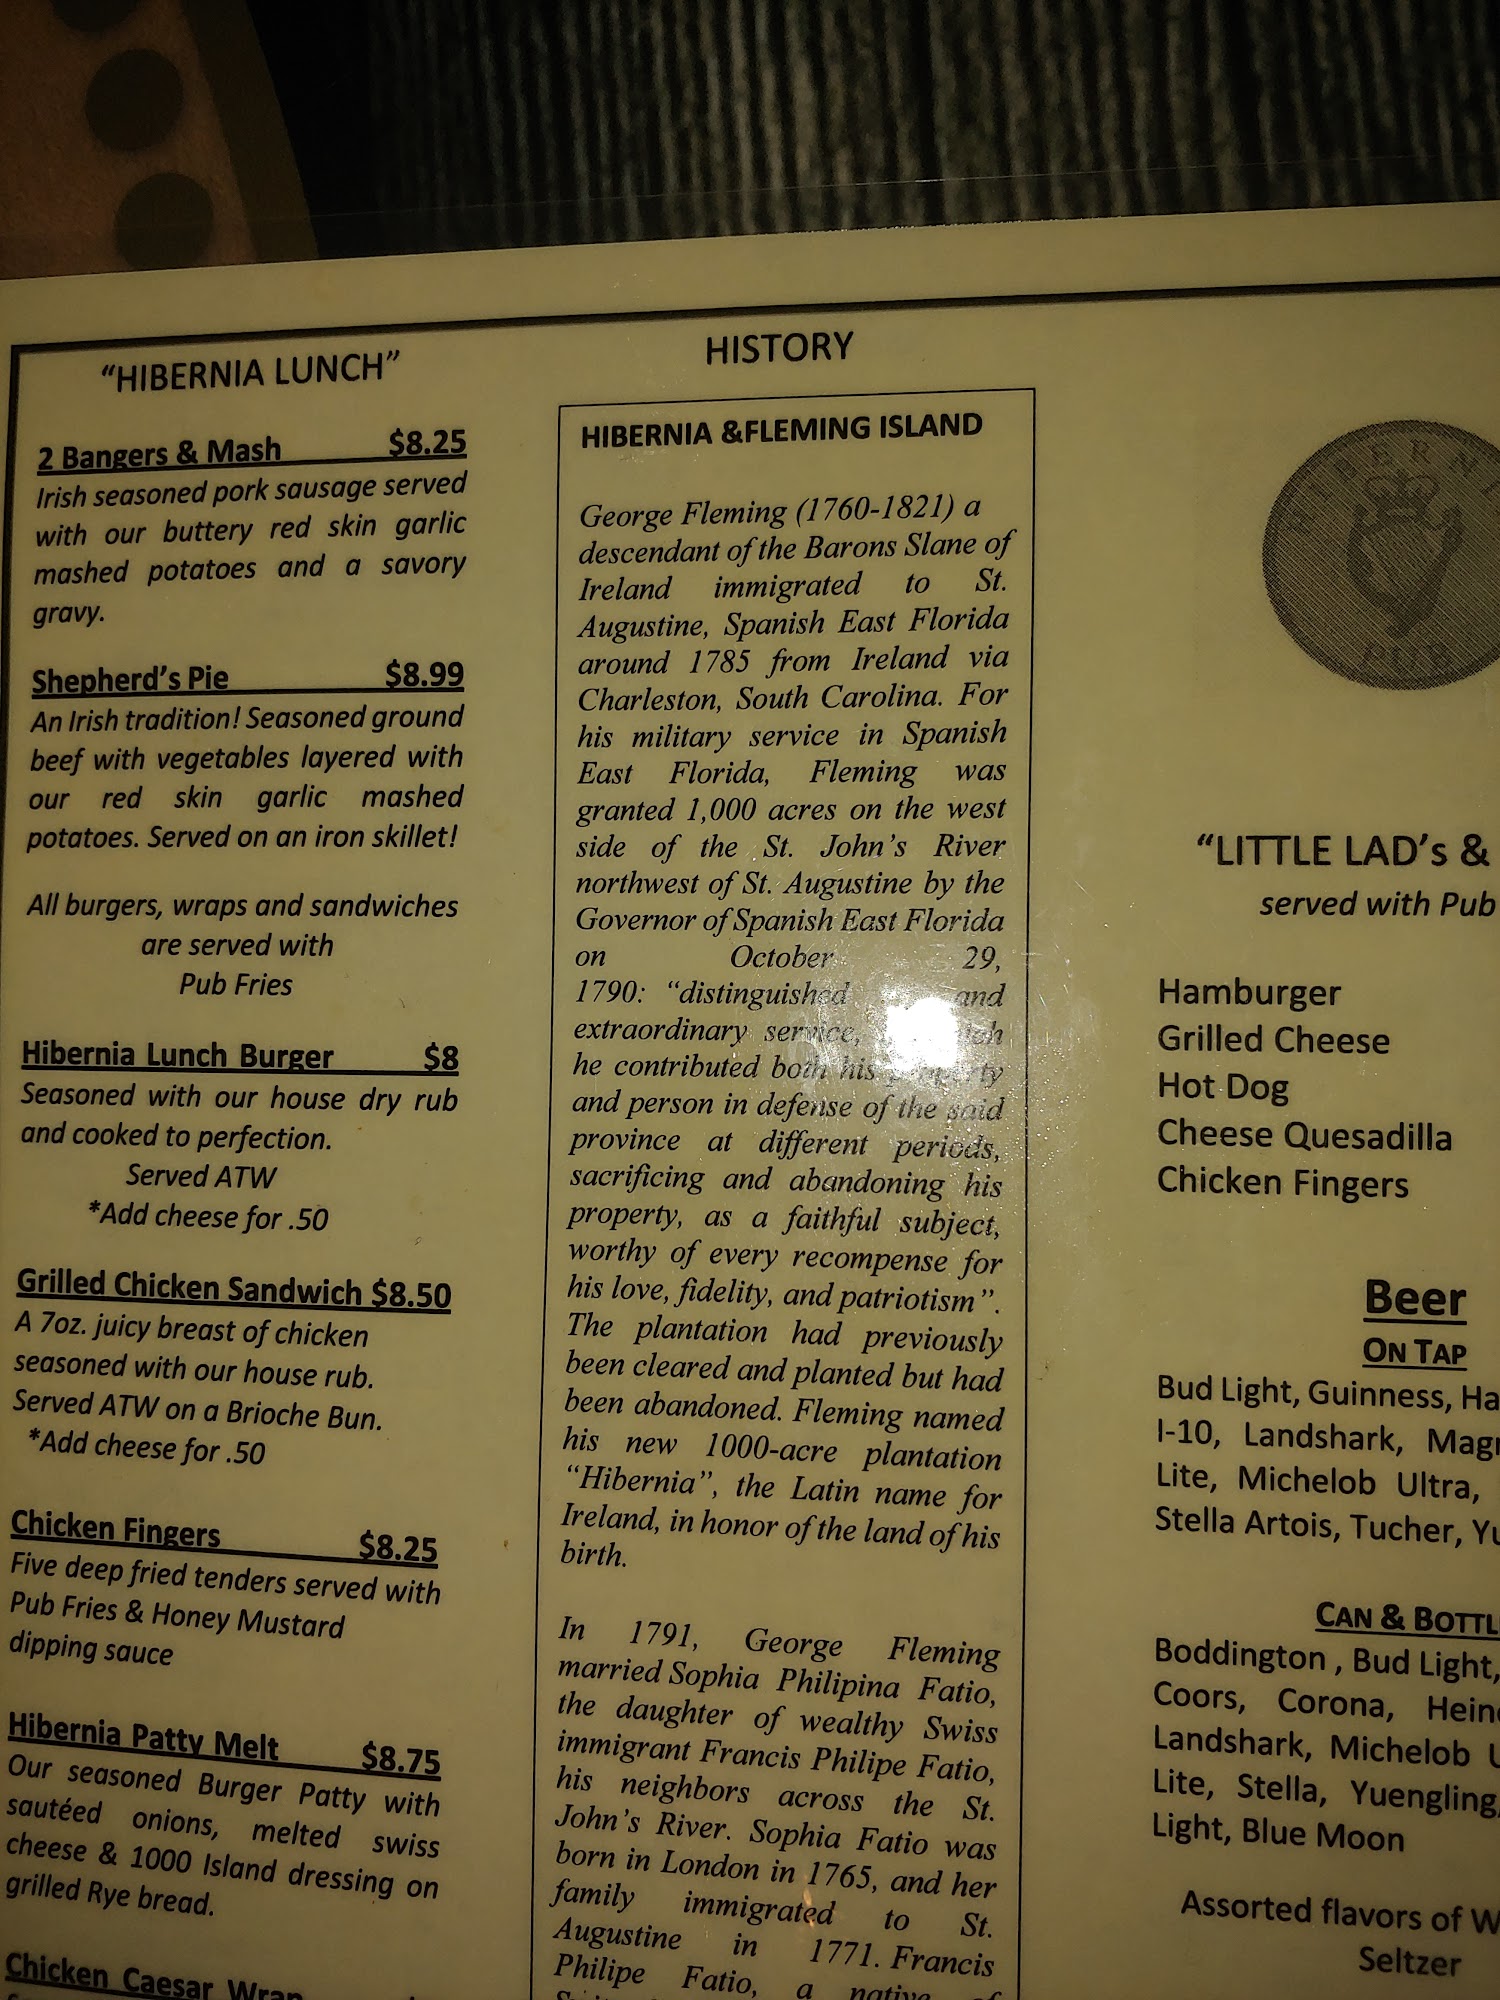 “HIBERNIA LUNCH”
2 Bangers & Mash $8.25
Irish seasoned pork sausage served
with our buttery red skin garlic
mashed potatoes and a savory
gravy.
Shepherd’s Pie $8.99
An Irish tradition! Seasoned ground
beef with vegetables layered with
our red skin garlic mashed
potatoes. Served on an iron skillet!
All burgers, wraps and sandwiches
are served with
Pub Fries
Hibernia Lunch Burger $8
Seasoned with our house dry rub
and cooked to perfection.
Served ATW
*Add cheese for .50
Grilled Chicken Sandwich $8.50
A 7oz. juicy breast of chicken
seasoned with our house rub.
Served ATW on a Brioche Bun.
*Add cheese for .50
Chicken Fingers $8.25
Five deep fried tenders served with
Pub Fries & Honey Mustard
dipping sauce
Hibernia Patty Melt $8.75
Our seasoned Burger Patty with
sautéed onions, melted swiss
cheese & 1000 Island dressing on
grilled Rye bread.
Chicken Caesar Wrap
HISTORY
HIBERNIA &FLEMING ISLAND
George Fleming (1760-1821) a
descendant of the Barons Slane of
Ireland immigrated to St.
Augustine, Spanish East Florida
around 1785 from Ireland via
Charleston, South Carolina. For
his military service in Spanish
East Florida, Fleming was
granted 1,000 acres on the west
side of the St. John’s River
northwest of St. Augustine by the
Governor of Spanish East Florida
on October 29,
1790: “distinguished and
extraordinary service,
he contributed both his property
and person in defense of the said
province at different periods,
sacrificing and abandoning his
property, as a faithful subject,
worthy of every recompense for
his love, fidelity, and patriotism”.
The plantation had previously
been cleared and planted but had
been abandoned. Fleming named
his new 1000-acre plantation
“Hibernia”, the Latin name for
Ireland, in honor of the land of his
birth.
In 1791, George Fleming
married Sophia Philipina Fatio,
the daughter of wealthy Swiss
immigrant Francis Philipe Fatio,
his neighbors across the St.
John’s River. Sophia Fatio was
born in London in 1765, and her
family immigrated to St.
Augustine in 1771. Francis
Philipe Fatio, a native of
PUB
“LITTLE LAD’s &
served with Pub
Hamburger
Grilled Cheese
Hot Dog
Cheese Quesadilla
Chicken Fingers
Beer
ON TAP
Bud Light, Guinness, Ha
I-10, Landshark, Mag
Lite, Michelob Ultra,
Stella Artois, Tucher, Yu
CAN & BOTTL
Boddington , Bud Light,
Coors, Corona, Hein
Landshark, Michelob
Lite, Stella, Yuengling,
Light, Blue Moon
Assorted flavors of W
Seltzer